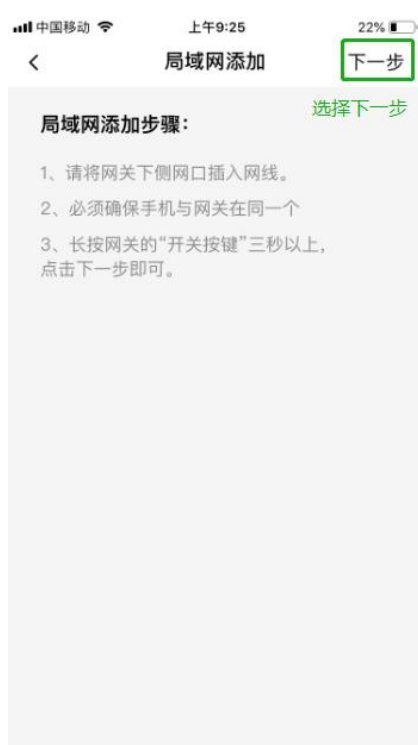 中国移动 上午9:25 22%
局域网添加 下一步
选择下一步
局域网添加步骤：
1、请将网关下侧网口插入网线。
2、必须确保手机与网关在同一个
3、长按网关的“开关按键”三秒以上，
点击下一步即可。